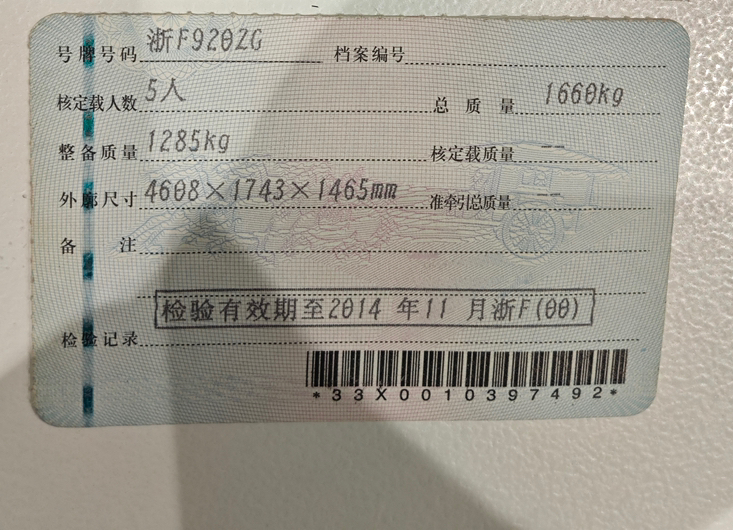 号牌号码 浙F9202G 档案编号
核定载人数 5人 总质量 1660kg
整备质量 1285kg 核定载质量 --
外廓尺寸 4608×1743×1465mm 准牵引总质量 --
备注
检验有效期至2014年11月浙F(00)
检验记录
*33X0010397492*